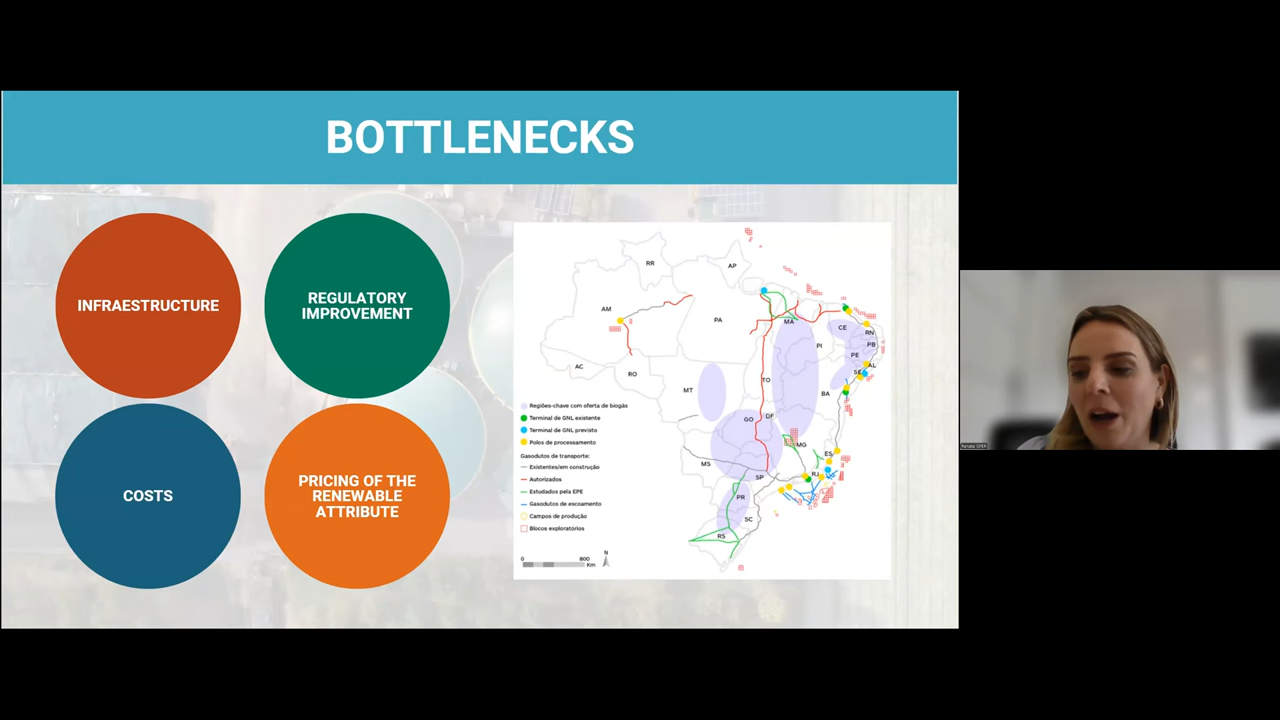 BOTTLENECKS
INFRAESTRUCTURE
REGULATORY
IMPROVEMENT
COSTS
PRICING OF THE
RENEWABLE
ATTRIBUTE
RR
AP
AM
PA
MA
CE
RN
PB
PI
PE
AL
SE
AC
RO
TO
BA
MT
GO
DF
MG
ES
MS
SP
RJ
PR
SC
RS
Regiões-chave com oferta de biogás
Terminal de GNL existente
Terminal de GNL previsto
Polos de processamento
Gasodutos de transporte:
Existentes/em construção
Autorizados
Estudados pela EPE
Gasodutos de escoamento
Campos de produção
Blocos exploratórios
0 800
Km
N